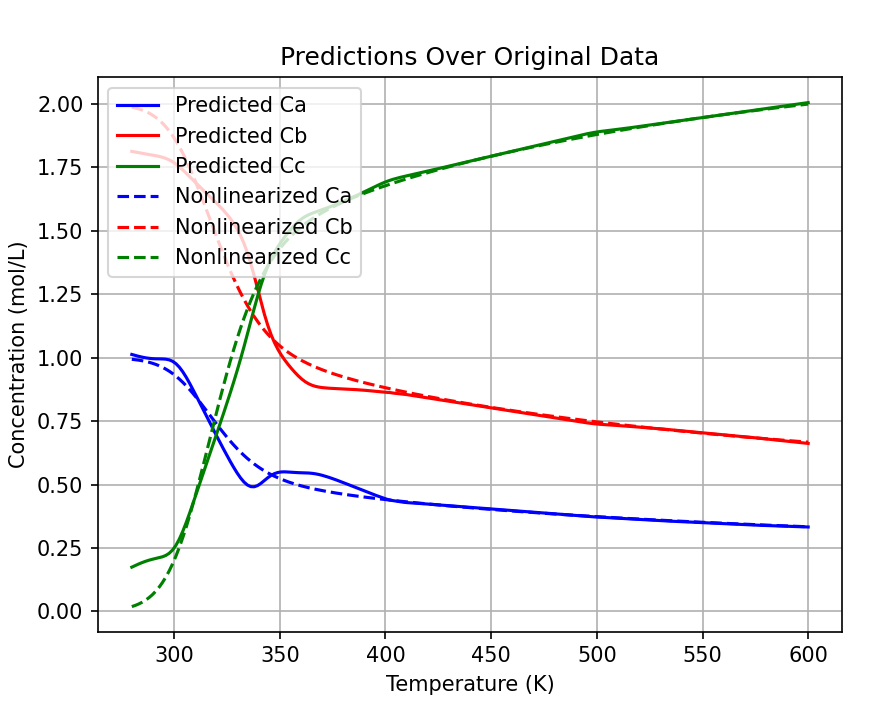 Predictions Over Original Data
Concentration (mol/L)
2.00
1.75
1.50
1.25
1.00
0.75
0.50
0.25
0.00
Predicted Ca
Predicted Cb
Predicted Cc
Nonlinearized Ca
Nonlinearized Cb
Nonlinearized Cc
300 350 400 450 500 550 600
Temperature (K)